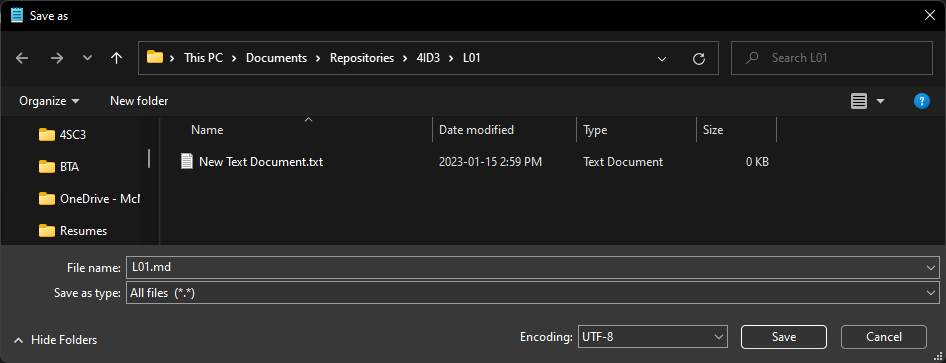 Save as
This PC > Documents > Repositories > 4ID3 > L01
Search L01
Organize New folder
Name Date modified Type Size
4SC3
New Text Document.txt 2023-01-15 2:59 PM Text Document 0 KB
BTA
OneDrive - McM
Resumes
File name: L01.md
Save as type: All files (*.*)
Hide Folders Encoding: UTF-8 Save Cancel